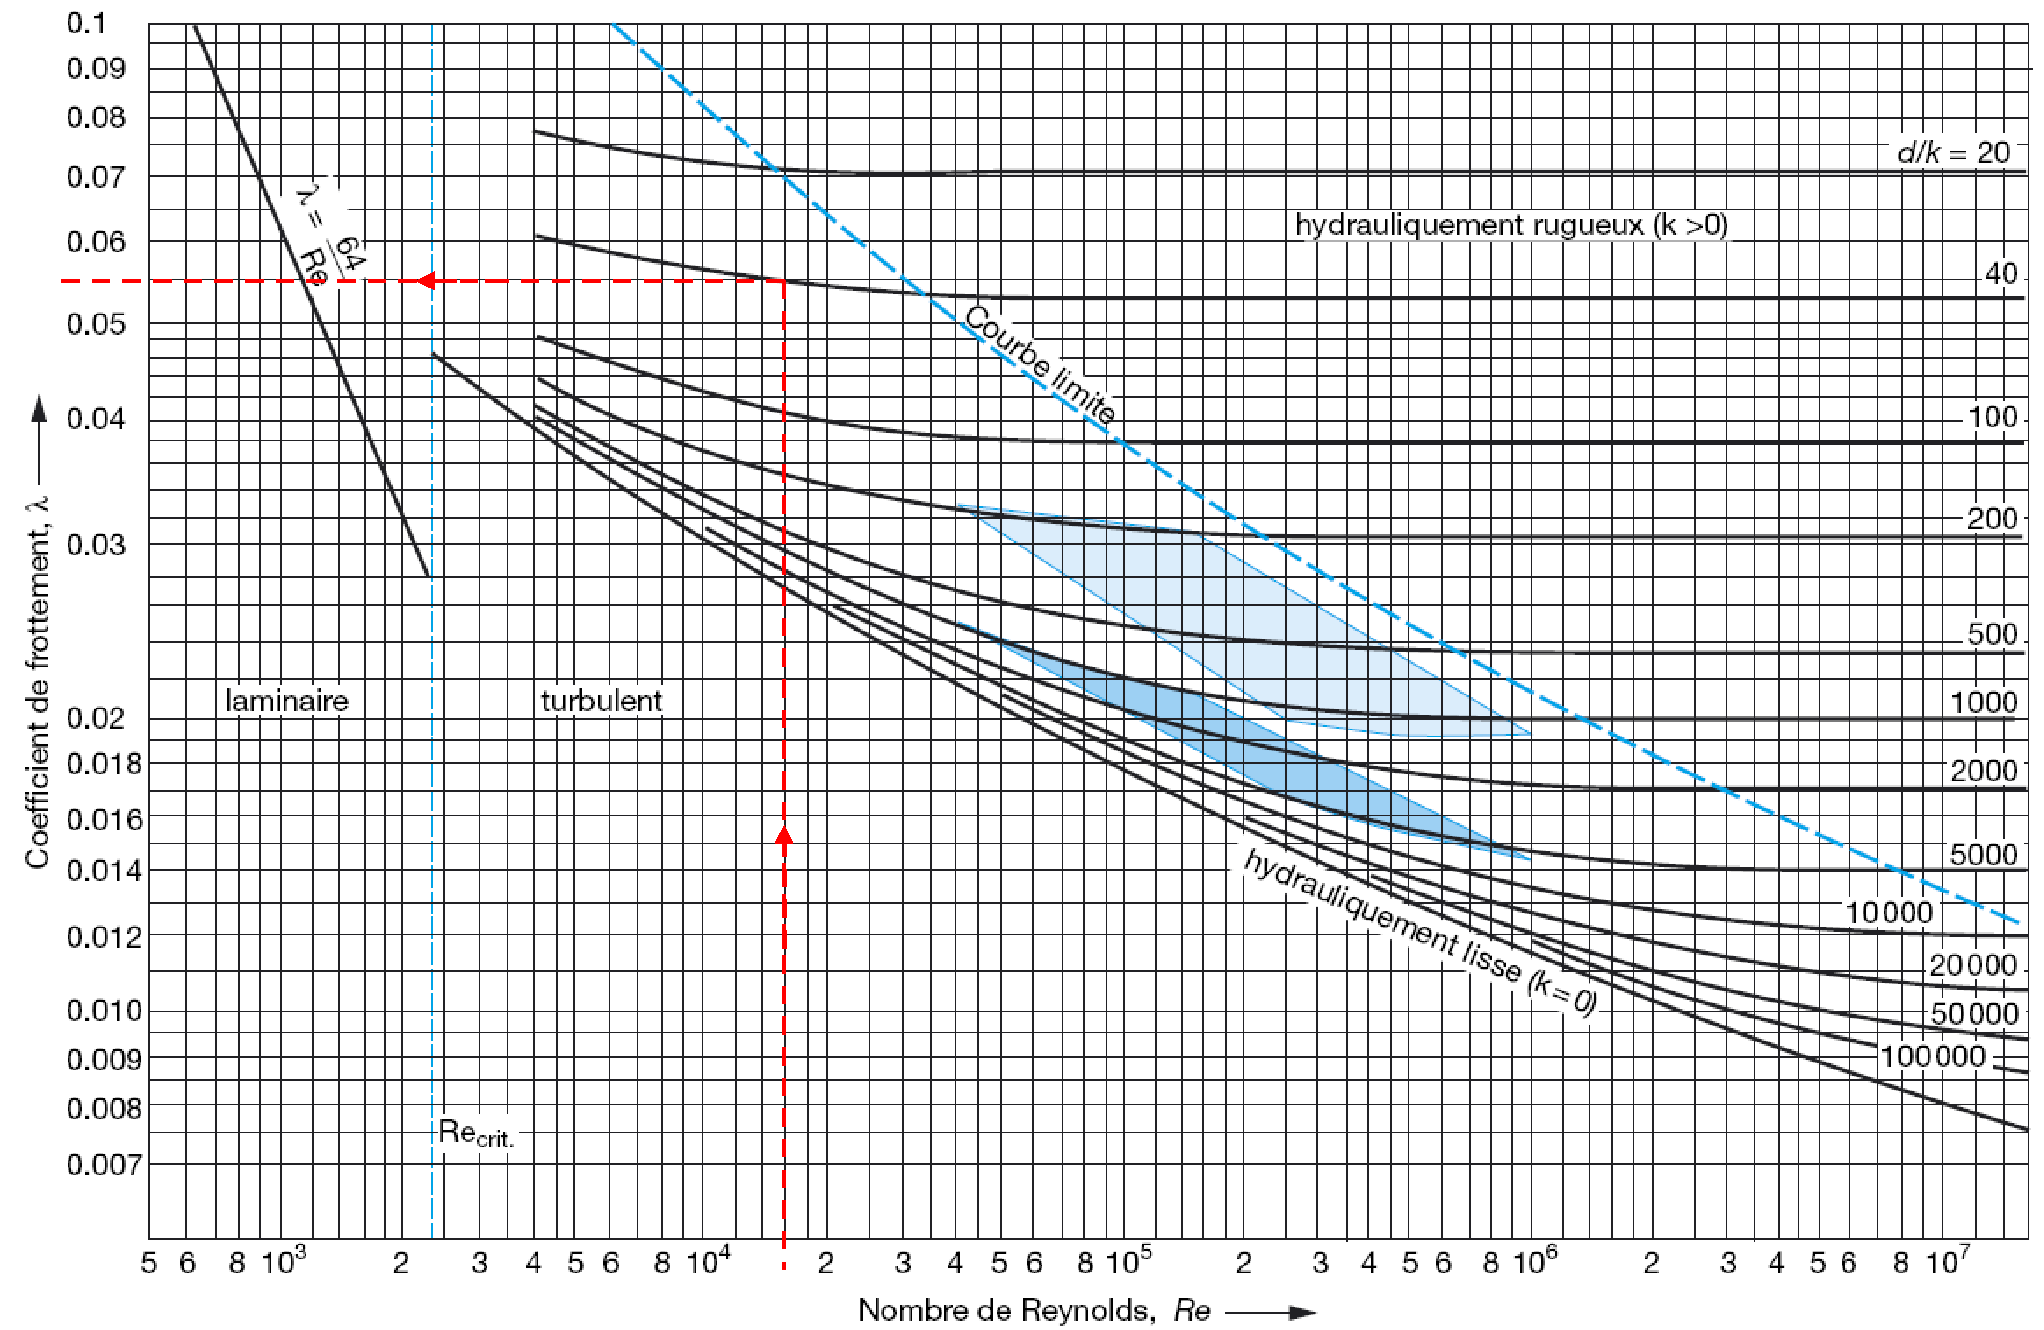 0.1
0.09
0.08
0.07
0.06
0.05
0.04
0.03
0.02
0.018
0.016
0.014
0.012
0.010
0.009
0.008
0.007
Coefficient de frottement, λ
λ = 64
Re
d/k = 20
hydrauliquement rugueux (k >0)
40
Courbe limite
100
200
500
1000
2000
5000
10000
20000
50000
100000
laminaire
turbulent
hydrauliquement lisse (k = 0)
Recrit.
5 6 8 10³ 2 3 4 5 6 8 10⁴ 2 3 4 5 6 8 10⁵ 2 3 4 5 6 8 10⁶ 2 3 4 5 6 8 10⁷
Nombre de Reynolds, Re